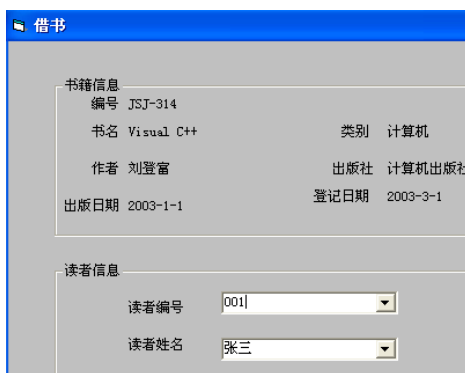 借书
书籍信息
编号 JSJ-314
书名 Visual C++ 类别 计算机
作者 刘登富 出版社 计算机出版社
出版日期 2003-1-1 登记日期 2003-3-1
读者信息
读者编号 001
读者姓名 张三